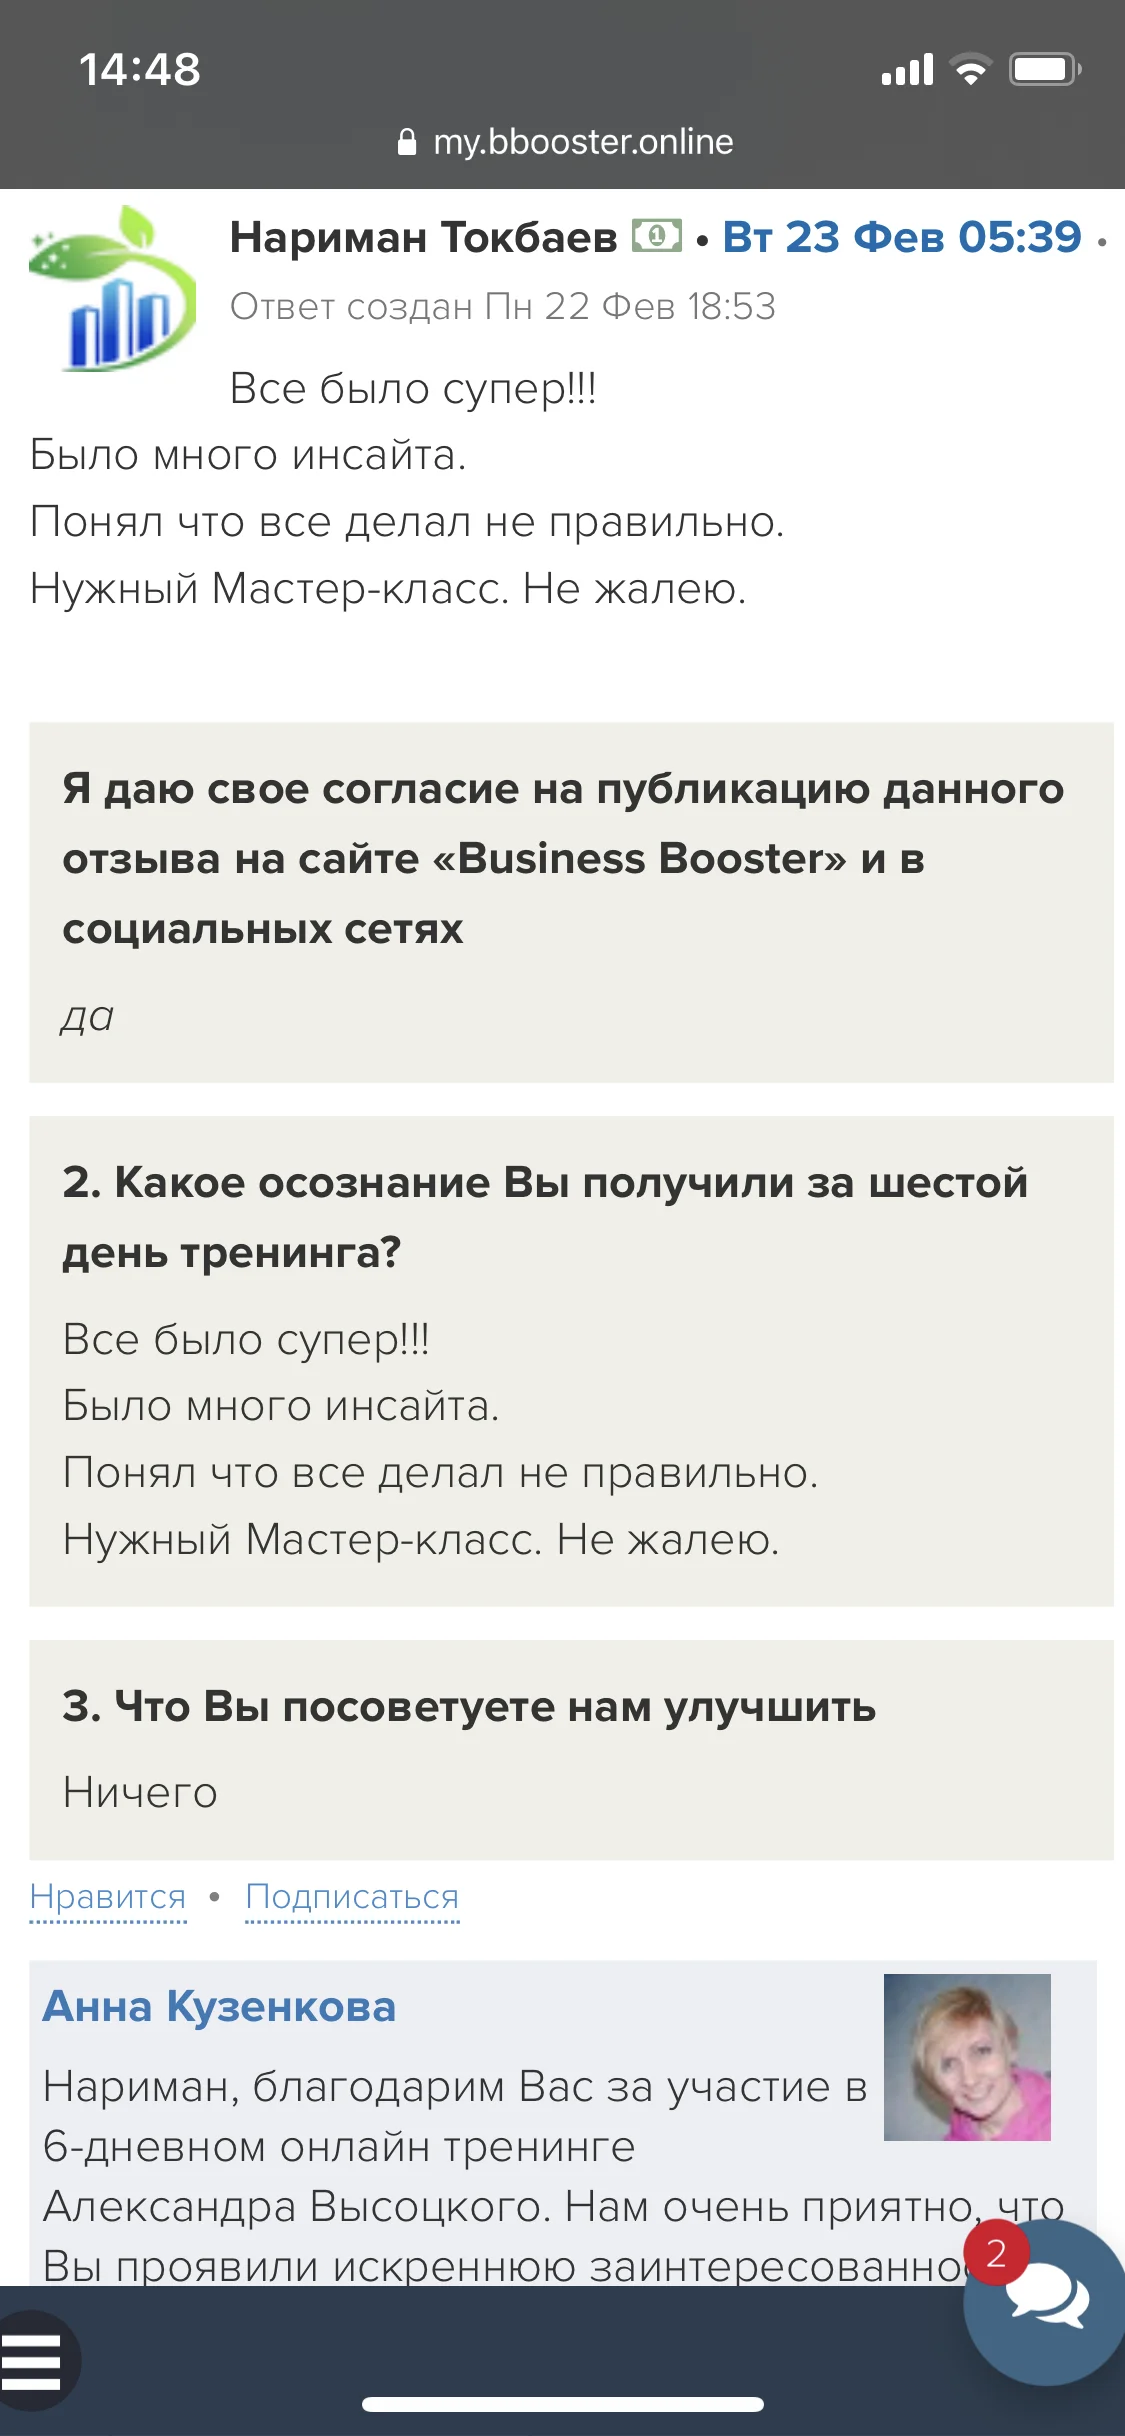 14:48
my.bbooster.online
Нариман Токбаев 1 • Вт 23 Фев 05:39 •
Ответ создан Пн 22 Фев 18:53
Все было супер!!!
Было много инсайта.
Понял что все делал не правильно.
Нужный Мастер-класс. Не жалею.
Я даю свое согласие на публикацию данного
отзыва на сайте «Business Booster» и в
социальных сетях
да
2. Какое осознание Вы получили за шестой
день тренинга?
Все было супер!!!
Было много инсайта.
Понял что все делал не правильно.
Нужный Мастер-класс. Не жалею.
3. Что Вы посоветуете нам улучшить
Ничего
Нравится • Подписаться
Анна Кузенкова
Нариман, благодарим Вас за участие в
6-дневном онлайн тренинге
Александра Высоцкого. Нам очень приятно, что
Вы проявили искреннюю
2